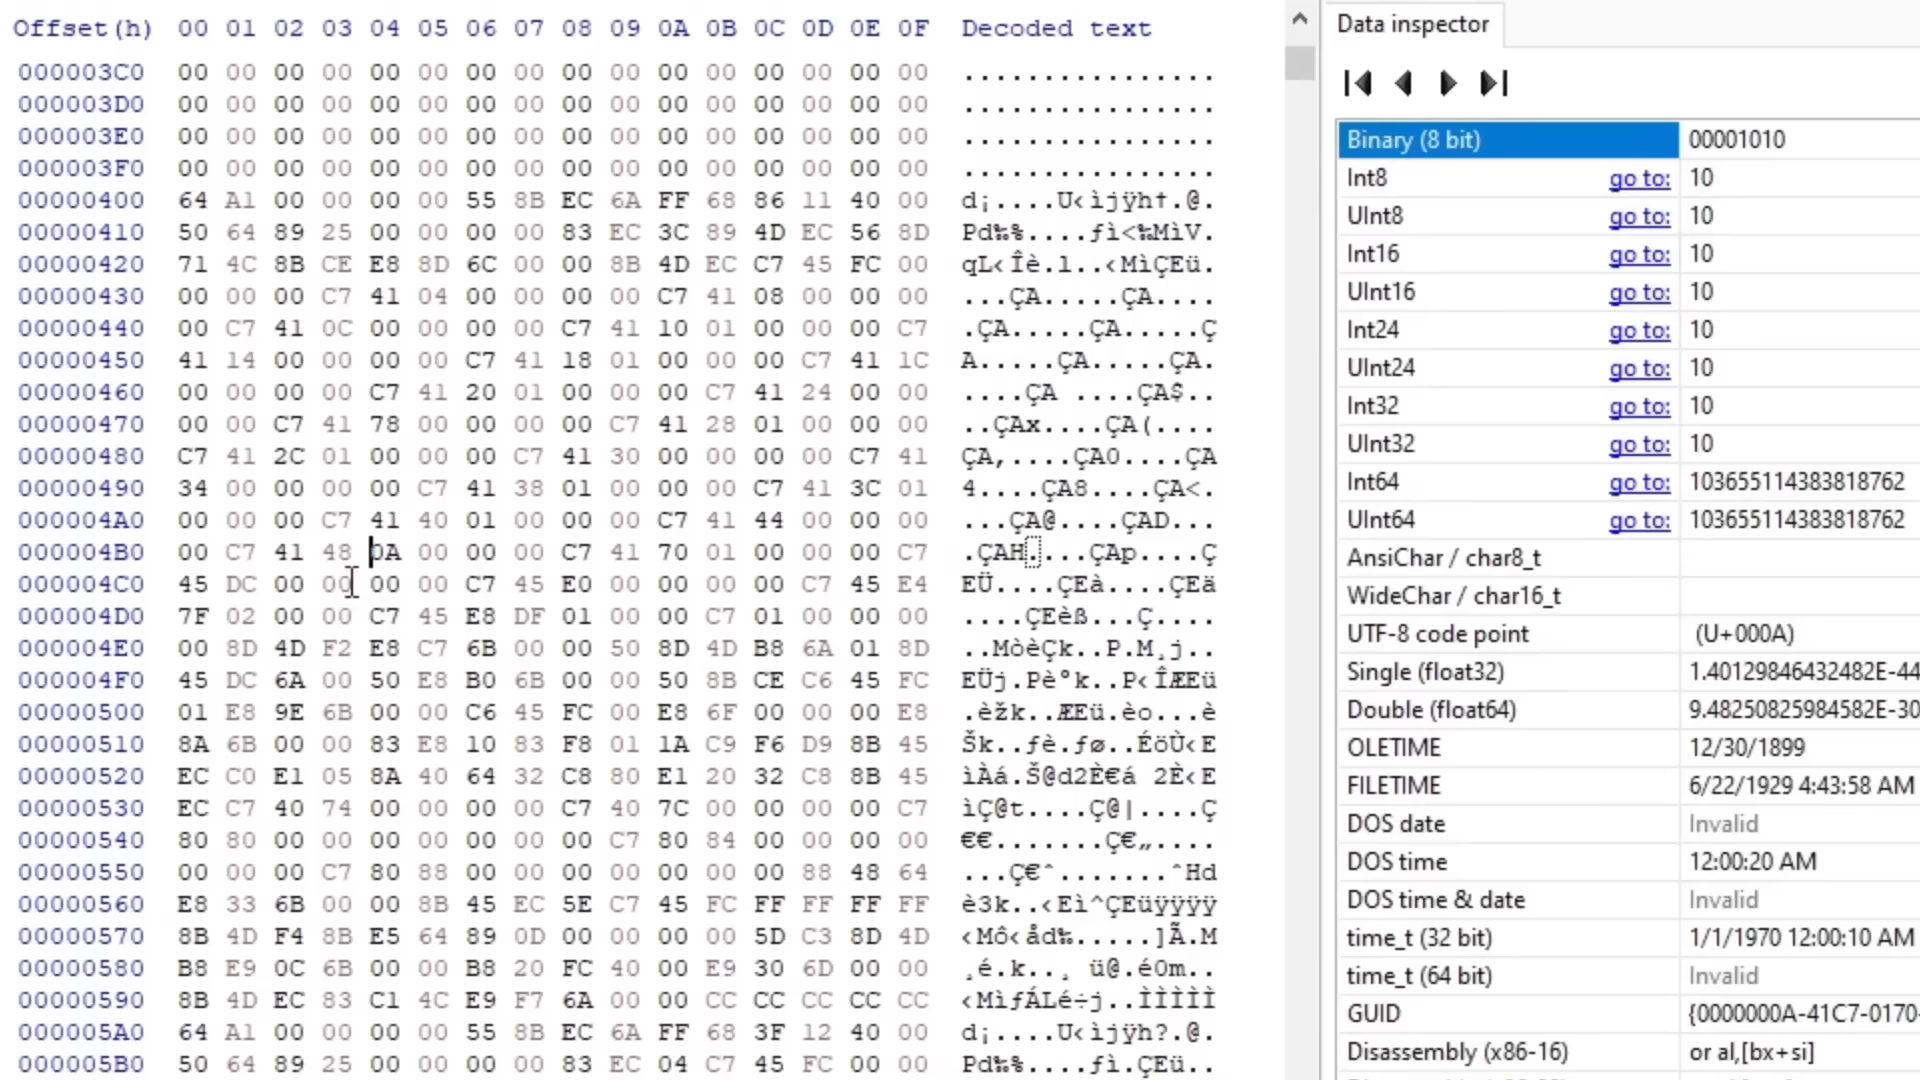 Offset(h) 00 01 02 03 04 05 06 07 08 09 0A 0B 0C 0D 0E 0F Decoded text
000003C0 00 00 00 00 00 00 00 00 00 00 00 00 00 00 00 00 ................
000003D0 00 00 00 00 00 00 00 00 00 00 00 00 00 00 00 00 ................
000003E0 00 00 00 00 00 00 00 00 00 00 00 00 00 00 00 00 ................
000003F0 00 00 00 00 00 00 00 00 00 00 00 00 00 00 00 00 ................
00000400 64 A1 00 00 00 00 55 8B EC 6A FF 68 86 11 40 00 d¡....U‹ìjÿh†.@.
00000410 50 64 89 25 00 00 00 00 83 EC 3C 89 4D EC 56 8D Pd‰%....ƒì<‰MìV.
00000420 71 4C 8B CE E8 8D 6C 00 00 8B 4D EC C7 45 FC 00 qL‹Îè.l..‹MìÇEü.
00000430 00 00 00 C7 41 04 00 00 00 00 C7 41 08 00 00 00 ...ÇA.....ÇA....
00000440 00 C7 41 0C 00 00 00 00 C7 41 10 01 00 00 00 C7 .ÇA.....ÇA.....Ç
00000450 41 14 00 00 00 00 C7 41 18 01 00 00 00 C7 41 1C A.....ÇA.....ÇA.
00000460 00 00 00 00 C7 41 20 01 00 00 00 C7 41 24 00 00 ....ÇA ....ÇA$..
00000470 00 00 C7 41 78 00 00 00 00 C7 41 28 01 00 00 00 ..ÇAx....ÇA(....
00000480 C7 41 2C 01 00 00 00 C7 41 30 00 00 00 00 C7 41 ÇA,....ÇA0....ÇA
00000490 34 00 00 00 00 C7 41 38 01 00 00 00 C7 41 3C 01 4....ÇA8....ÇA<.
000004A0 00 00 00 C7 41 40 01 00 00 00 C7 41 44 00 00 00 ...ÇA@....ÇAD...
000004B0 00 C7 41 48 0A 00 00 00 C7 41 70 01 00 00 00 C7 .ÇAH....ÇAp....Ç
000004C0 45 DC 00 00 00 00 C7 45 E0 00 00 00 00 C7 45 E4 EÜ....ÇEà....ÇEä
000004D0 7F 02 00 00 C7 45 E8 DF 01 00 00 C7 01 00 00 00 ....ÇEèß...Ç....
000004E0 00 8D 4D F2 E8 C7 6B 00 00 50 8D 4D B8 6A 01 8D ..MòèÇk..P.M¸j..
000004F0 45 DC 6A 00 50 E8 B0 6B 00 00 50 8B CE C6 45 FC EÜj.Pè°k..P‹ÎÆEü
00000500 01 E8 9E 6B 00 00 C6 45 FC 00 E8 6F 00 00 00 E8 .èžk..ÆEü.èo...è
00000510 8A 6B 00 00 83 E8 10 83 F8 01 1A C9 F6 D9 8B 45 Šk..ƒè.ƒø..ÉöÙ‹E
00000520 EC C0 E1 05 8A 40 64 32 C8 80 E1 20 32 C8 8B 45 ìÀá.Š@d2È€á 2È‹E
00000530 EC C7 40 74 00 00 00 00 C7 40 7C 00 00 00 00 C7 ìÇ@t....Ç@|....Ç
00000540 80 80 00 00 00 00 00 00 00 C7 80 84 00 00 00 00 €€.......Ç€„....
00000550 00 00 00 C7 80 88 00 00 00 00 00 00 00 88 48 64 ...Ç€ˆ.......ˆHd
00000560 E8 33 6B 00 00 8B 45 EC 5E C7 45 FC FF FF FF FF è3k..‹Eì^ÇEüÿÿÿÿ
00000570 8B 4D F4 8B E5 64 89 0D 00 00 00 00 5D C3 8D 4D ‹Mô‹åd‰.....]Ã.M
00000580 B8 E9 0C 6B 00 00 B8 20 FC 40 00 E9 30 6D 00 00 ¸é.k..¸ ü@.é0m..
00000590 8B 4D EC 83 C1 4C E9 F7 6A 00 00 CC CC CC CC CC ‹MìƒÁLé÷j..ÌÌÌÌÌ
000005A0 64 A1 00 00 00 00 55 8B EC 6A FF 68 3F 12 40 00 d¡....U‹ìjÿh?.@.
000005B0 50 64 89 25 00 00 00 00 83 EC 04 C7 45 FC 00 00 Pd‰%....ƒì.ÇEü..
Data inspector
Binary (8 bit) 00001010
Int8 go to: 10
UInt8 go to: 10
Int16 go to: 10
UInt16 go to: 10
Int24 go to: 10
UInt24 go to: 10
Int32 go to: 10
UInt32 go to: 10
Int64 go to: 103655114383818762
UInt64 go to: 103655114383818762
AnsiChar / char8_t
WideChar / char16_t
UTF-8 code point (U+000A)
Single (float32) 1.40129846432482E-44
Double (float64) 9.48250825984582E-30
OLETIME 12/30/1899
FILETIME 6/22/1929 4:43:58 AM
DOS date Invalid
DOS time 12:00:20 AM
DOS time & date Invalid
time_t (32 bit) 1/1/1970 12:00:10 AM
time_t (64 bit) Invalid
GUID {0000000A-41C7-0170-
Disassembly (x86-16) or al,[bx+si]